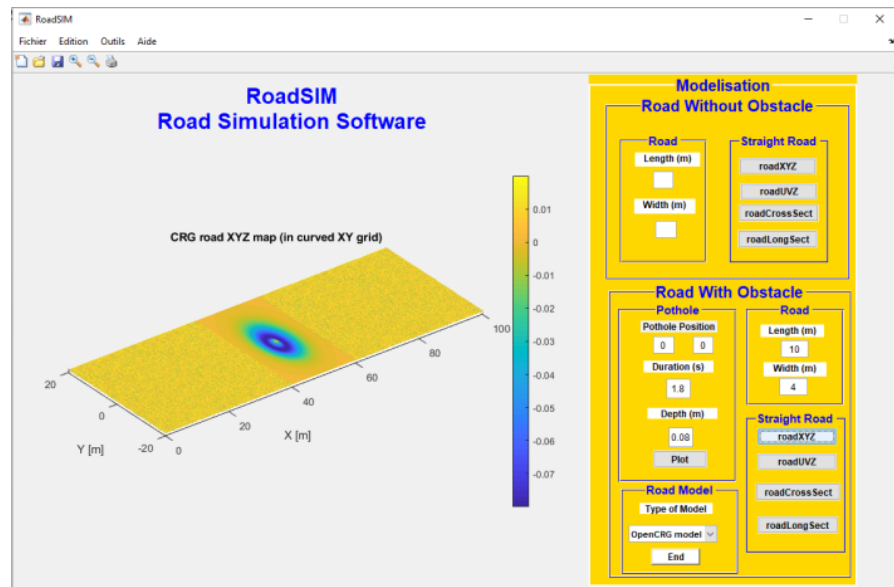 RoadSIM
Fichier Edition Outils Aide
RoadSIM
Road Simulation Software
CRG road XYZ map (in curved XY grid)
0.01
0
-0.01
-0.02
-0.03
-0.04
-0.05
-0.06
-0.07
20
0
-20
Y [m]
0
20
40
60
80
100
X [m]
Modelisation
Road Without Obstacle
Road
Length (m)
Width (m)
Straight Road
roadXYZ
roadUVZ
roadCrossSect
roadLongSect
Road With Obstacle
Pothole
Pothole Position
0 0
Duration (s)
1.8
Depth (m)
0.08
Plot
Road
Length (m)
10
Width (m)
4
Straight Road
roadXYZ
roadUVZ
roadCrossSect
roadLongSect
Road Model
Type of Model
OpenCRG model
End